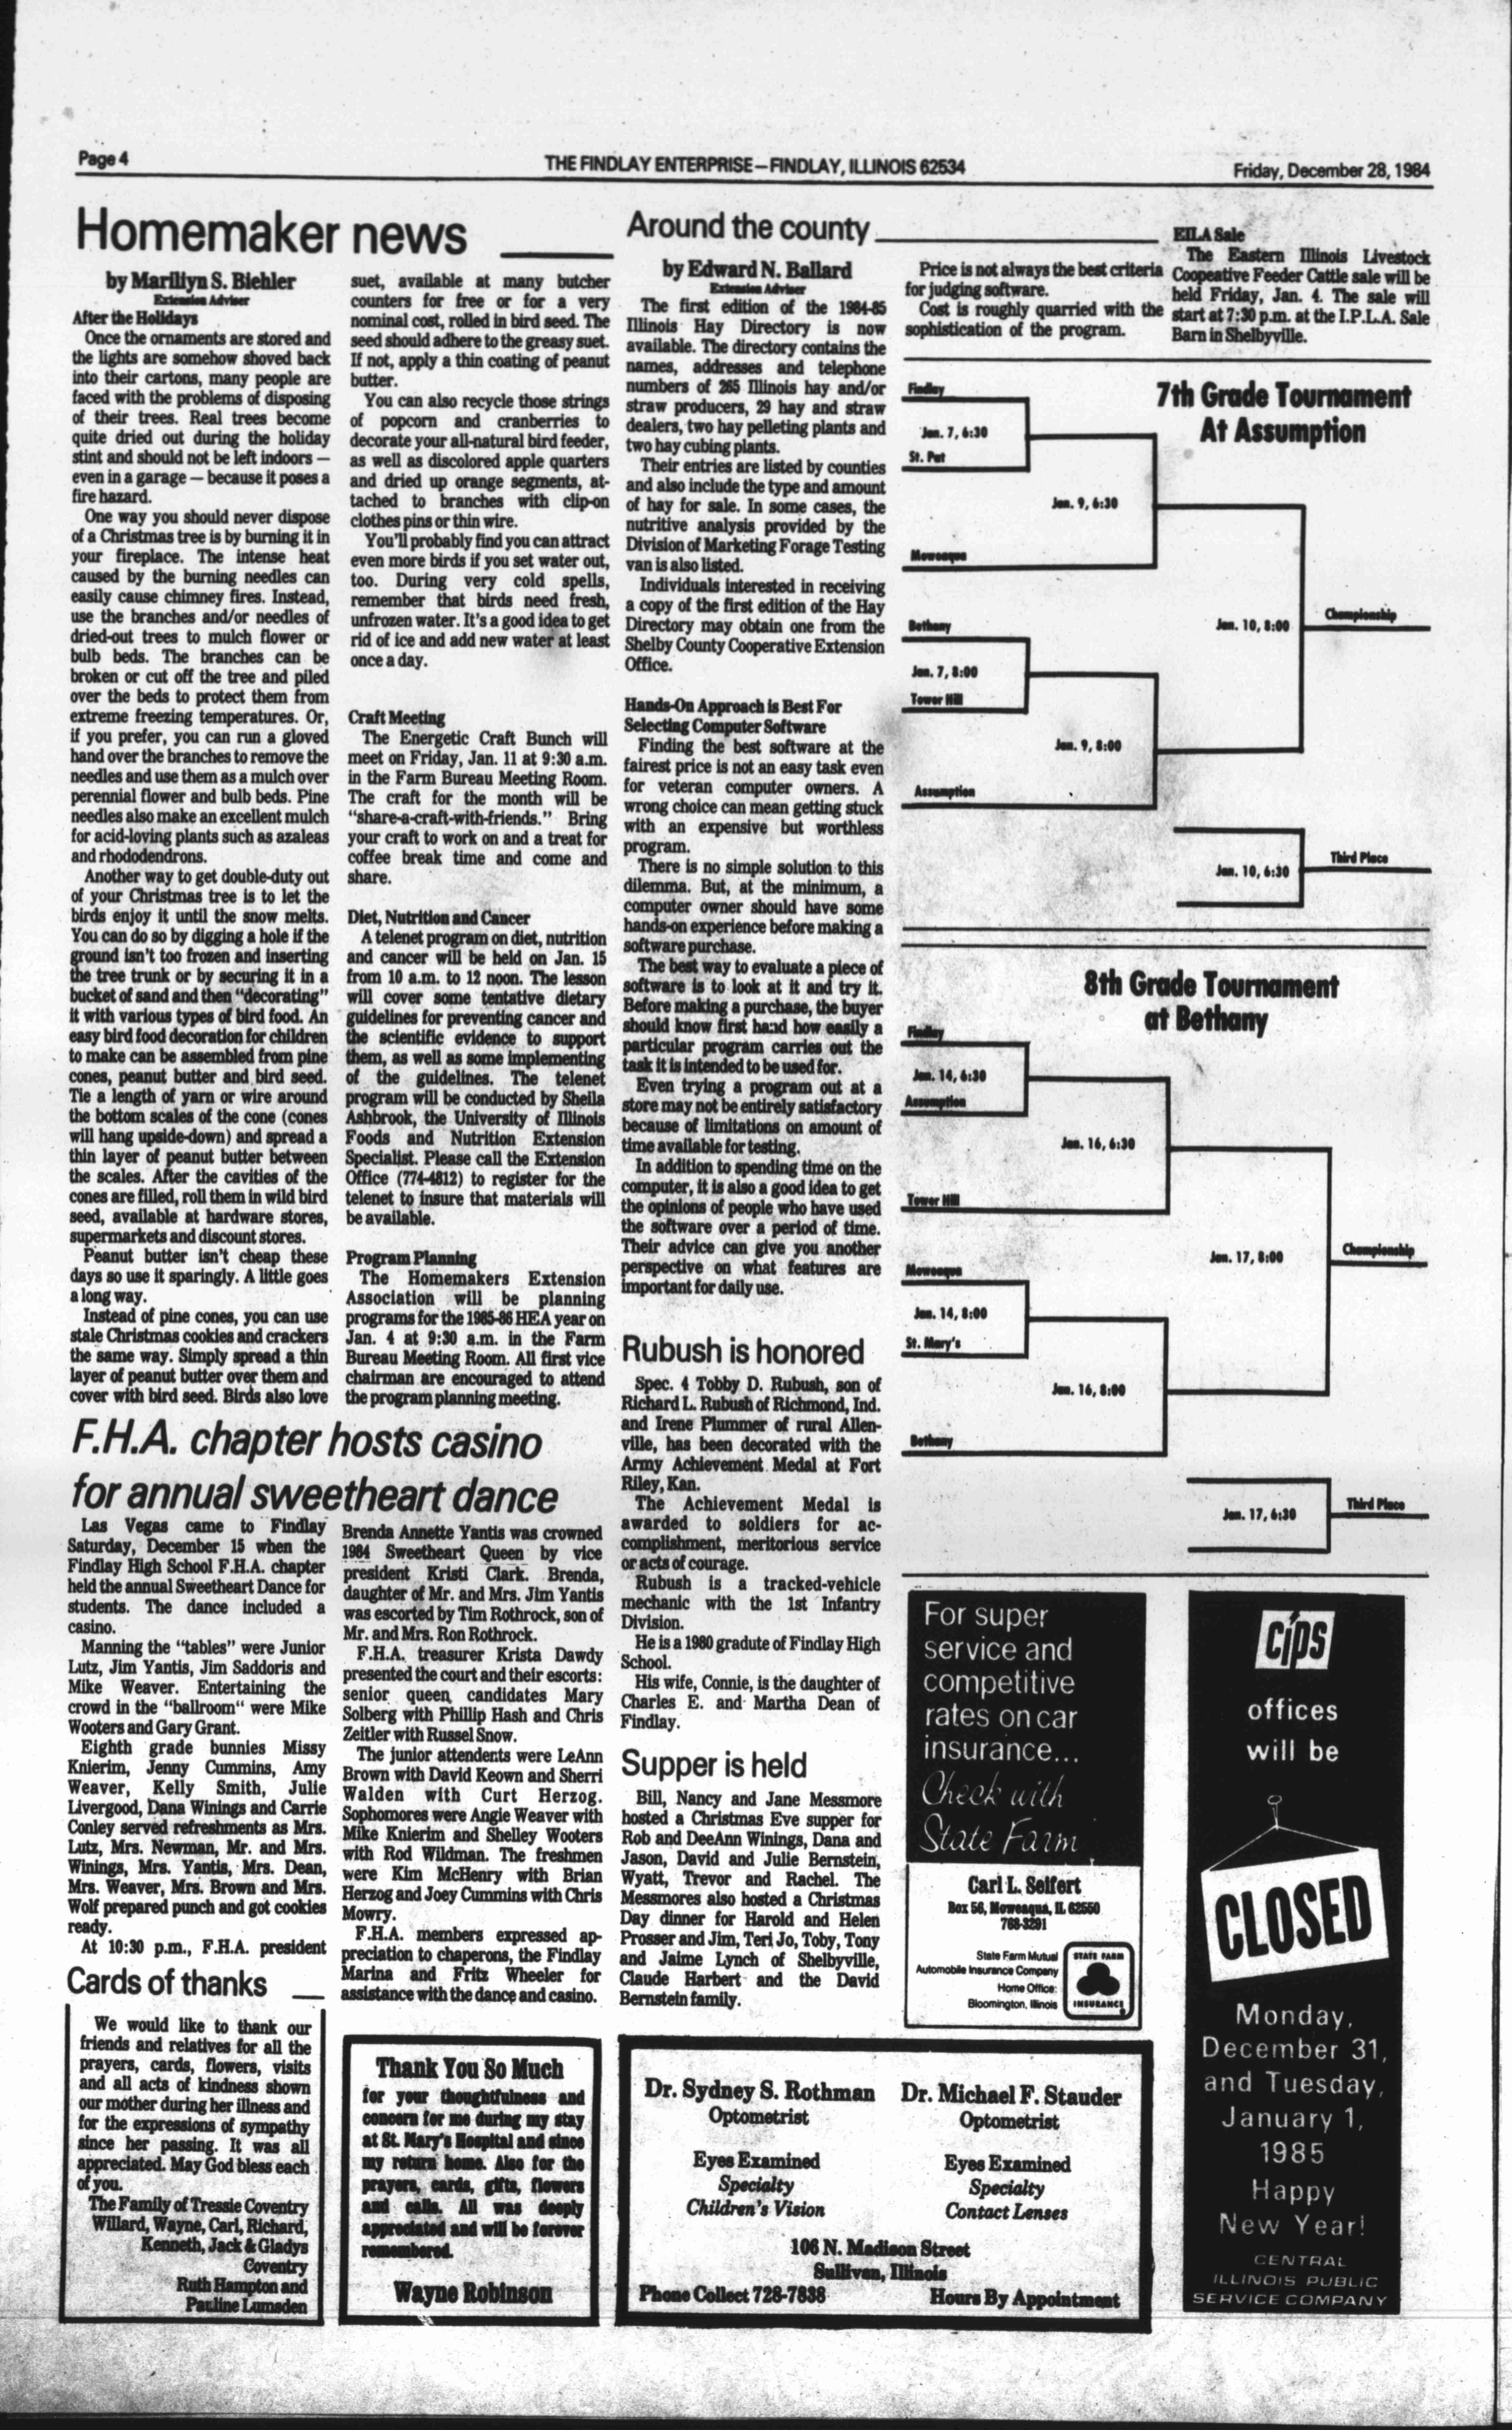 Page 4
THE FINDLAY ENTERPRISE—FINDLAY, ILLINOIS 62534
Friday, December 28, 1984
Homemaker news
by Marillyn S. Biehler
Extension Adviser
After the Holidays
Once the ornaments are stored and
the lights are somehow shoved back
into their cartons, many people are
faced with the problems of disposing
of their trees. Real trees become
quite dried out during the holiday
stint and should not be left indoors —
even in a garage — because it poses a
fire hazard.
One way you should never dispose
of a Christmas tree is by burning it in
your fireplace. The intense heat
caused by the burning needles can
easily cause chimney fires. Instead,
use the branches and/or needles of
dried-out trees to mulch flower or
bulb beds. The branches can be
broken or cut off the tree and piled
over the beds to protect them from
extreme freezing temperatures. Or,
if you prefer, you can run a gloved
hand over the branches to remove the
needles and use them as a mulch over
perennial flower and bulb beds. Pine
needles also make an excellent mulch
for acid-loving plants such as azaleas
and rhododendrons.
Another way to get double-duty out
of your Christmas tree is to let the
birds enjoy it until the snow melts.
You can do so by digging a hole if the
ground isn't too frozen and inserting
the tree trunk or by securing it in a
bucket of sand and then "decorating"
it with various types of bird food. An
easy bird food decoration for children
to make can be assembled from pine
cones, peanut butter and bird seed.
Tie a length of yarn or wire around
the bottom scales of the cone (cones
will hang upside-down) and spread a
thin layer of peanut butter between
the scales. After the cavities of the
cones are filled, roll them in wild bird
seed, available at hardware stores,
supermarkets and discount stores.
Peanut butter isn't cheap these
days so use it sparingly. A little goes
a long way.
Instead of pine cones, you can use
stale Christmas cookies and crackers
the same way. Simply spread a thin
layer of peanut butter over them and
cover with bird seed. Birds also love
suet, available at many butcher
counters for free or for a very
nominal cost, rolled in bird seed. The
seed should adhere to the greasy suet.
If not, apply a thin coating of peanut
butter.
You can also recycle those strings
of popcorn and cranberries to
decorate your all-natural bird feeder,
as well as discolored apple quarters
and dried up orange segments, at-
tached to branches with clip-on
clothes pins or thin wire.
You'll probably find you can attract
even more birds if you set water out,
too. During very cold spells,
remember that birds need fresh,
unfrozen water. It's a good idea to get
rid of ice and add new water at least
once a day.
Craft Meeting
The Energetic Craft Bunch will
meet on Friday, Jan. 11 at 9:30 a.m.
in the Farm Bureau Meeting Room.
The craft for the month will be
"share-a-craft-with-friends." Bring
your craft to work on and a treat for
coffee break time and come and
share.
Diet, Nutrition and Cancer
A telenet program on diet, nutrition
and cancer will be held on Jan. 15
from 10 a.m. to 12 noon. The lesson
will cover some tentative dietary
guidelines for preventing cancer and
the scientific evidence to support
them, as well as some implementing
of the guidelines. The telenet
program will be conducted by Shella
Ashbrook, the University of Illinois
Foods and Nutrition Extension
Specialist. Please call the Extension
Office (774-4812) to register for the
telenet to insure that materials will
be available.
Program Planning
The Homemakers Extension
Association will be planning
programs for the 1985-86 HEA year on
Jan. 4 at 9:30 a.m. in the Farm
Bureau Meeting Room. All first vice
chairman are encouraged to attend
the program planning meeting.
Around the county
by Edward N. Ballard
Extension Adviser
The first edition of the 1984-85
Illinois Hay Directory is now
available. The directory contains the
names, addresses and telephone
numbers of 265 Illinois hay and/or
straw producers, 29 hay and straw
dealers, two hay pelleting plants and
two hay cubing plants.
Their entries are listed by counties
and also include the type and amount
of hay for sale. In some cases, the
nutritive analysis provided by the
Division of Marketing Forage Testing
van is also listed.
Individuals interested in receiving
a copy of the first edition of the Hay
Directory may obtain one from the
Shelby County Cooperative Extension
Office.
Hands-On Approach is Best For
Selecting Computer Software
Finding the best software at the
fairest price is not an easy task even
for veteran computer owners. A
wrong choice can mean getting stuck
with an expensive but worthless
program.
There is no simple solution to this
dilemma. But, at the minimum, a
computer owner should have some
hands-on experience before making a
software purchase.
The best way to evaluate a piece of
software is to look at it and try it.
Before making a purchase, the buyer
should know first hand how easily a
particular program carries out the
task it is intended to be used for.
Even trying a program out at a
store may not be entirely satisfactory
because of limitations on amount of
time available for testing.
In addition to spending time on the
computer, it is also a good idea to get
the opinions of people who have used
the software over a period of time.
Their advice can give you another
perspective on what features are
important for daily use.
Price is not always the best criteria
for judging software.
Cost is roughly quarried with the
sophistication of the program.
EILA Sale
The Eastern Illinois Livestock
Coopeative Feeder Cattle sale will be
held Friday, Jan. 4. The sale will
start at 7:30 p.m. at the I.P.L.A. Sale
Barn in Shelbyville.
7th Grade Tournament
At Assumption
Findlay
Jan. 7, 6:30
St. Pat
Jan. 9, 6:30
Moweaqua
Championship
Jan. 10, 8:00
Bethany
Jan. 7, 8:00
Tower Hill
Jan. 9, 8:00
Assumption
Third Place
Jan. 10, 6:30
8th Grade Tournament
at Bethany
Findlay
Jan. 14, 6:30
Assumption
Jan. 16, 6:30
Tower Hill
Championship
Jan. 17, 8:00
Moweaqua
Jan. 14, 8:00
St. Mary's
Jan. 16, 8:00
Bethany
Third Place
Jan. 17, 6:30
Rubush is honored
Spec. 4 Tobby D. Rubush, son of
Richard L. Rubush of Richmond, Ind.
and Irene Plummer of rural Allen-
ville, has been decorated with the
Army Achievement Medal at Fort
Riley, Kan.
The Achievement Medal is
awarded to soldiers for ac-
complishment, meritorious service
or acts of courage.
Rubush is a tracked-vehicle
mechanic with the 1st Infantry
Division.
He is a 1980 gradute of Findlay High
School.
His wife, Connie, is the daughter of
Charles E. and Martha Dean of
Findlay.
Supper is held
Bill, Nancy and Jane Messmore
hosted a Christmas Eve supper for
Rob and DeeAnn Winings, Dana and
Jason, David and Julie Bernstein,
Wyatt, Trevor and Rachel. The
Messmores also hosted a Christmas
Day dinner for Harold and Helen
Prosser and Jim, Teri Jo, Toby, Tony
and Jaime Lynch of Shelbyville,
Claude Harbert and the David
Bernstein family.
F.H.A. chapter hosts casino
for annual sweetheart dance
Las Vegas came to Findlay
Saturday, December 15 when the
Findlay High School F.H.A. chapter
held the annual Sweetheart Dance for
students. The dance included a
casino.
Manning the "tables" were Junior
Lutz, Jim Yantis, Jim Saddoris and
Mike Weaver. Entertaining the
crowd in the "ballroom" were Mike
Wooters and Gary Grant.
Eighth grade bunnies Missy
Knierim, Jenny Cummins, Amy
Weaver, Kelly Smith, Julie
Livergood, Dana Winings and Carrie
Conley served refreshments as Mrs.
Lutz, Mrs. Newman, Mr. and Mrs.
Winings, Mrs. Yantis, Mrs. Dean,
Mrs. Weaver, Mrs. Brown and Mrs.
Wolf prepared punch and got cookies
ready.
At 10:30 p.m., F.H.A. president
Brenda Annette Yantis was crowned
1984 Sweetheart Queen by vice
president Kristi Clark. Brenda,
daughter of Mr. and Mrs. Jim Yantis
was escorted by Tim Rothrock, son of
Mr. and Mrs. Ron Rothrock.
F.H.A. treasurer Krista Dawdy
presented the court and their escorts:
senior queen candidates Mary
Solberg with Phillip Hash and Chris
Zeitler with Russel Snow.
The junior attendents were LeAnn
Brown with David Keown and Sherri
Walden with Curt Herzog.
Sophomores were Angie Weaver with
Mike Knierim and Shelley Wooters
with Rod Wildman. The freshmen
were Kim McHenry with Brian
Herzog and Joey Cummins with Chris
Mowry.
F.H.A. members expressed ap-
preciation to chaperons, the Findlay
Marina and Fritz Wheeler for
assistance with the dance and casino.
Cards of thanks
We would like to thank our
friends and relatives for all the
prayers, cards, flowers, visits
and all acts of kindness shown
our mother during her illness and
for the expressions of sympathy
since her passing. It was all
appreciated. May God bless each
of you.
The Family of Tressie Coventry
Willard, Wayne, Carl, Richard,
Kenneth, Jack & Gladys
Coventry
Ruth Hampton and
Pauline Lumsden
Thank You So Much
for your thoughtfulness and
concern for me during my stay
at St. Mary's Hospital and since
my return home. Also for the
prayers, cards, gifts, flowers
and calls. All was deeply
appreciated and will be forever
remembered.
Wayne Robinson
Dr. Sydney S. Rothman
Optometrist
Eyes Examined
Specialty
Children's Vision
Dr. Michael F. Stauder
Optometrist
Eyes Examined
Specialty
Contact Lenses
106 N. Madison Street
Sullivan, Illinois
Phone Collect 728-7838
Hours By Appointment
For super
service and
competitive
rates on car
insurance...
Check with
State Farm
Carl L. Seifert
Box 56, Moweaqua, IL 62550
768-3291
State Farm Mutual
Automobile Insurance Company
Home Office:
Bloomington, Illinois
STATE FARM
INSURANCE
cips
offices
will be
CLOSED
Monday,
December 31,
and Tuesday,
January 1,
1985
Happy
New Year!
CENTRAL
ILLINOIS PUBLIC
SERVICE COMPANY